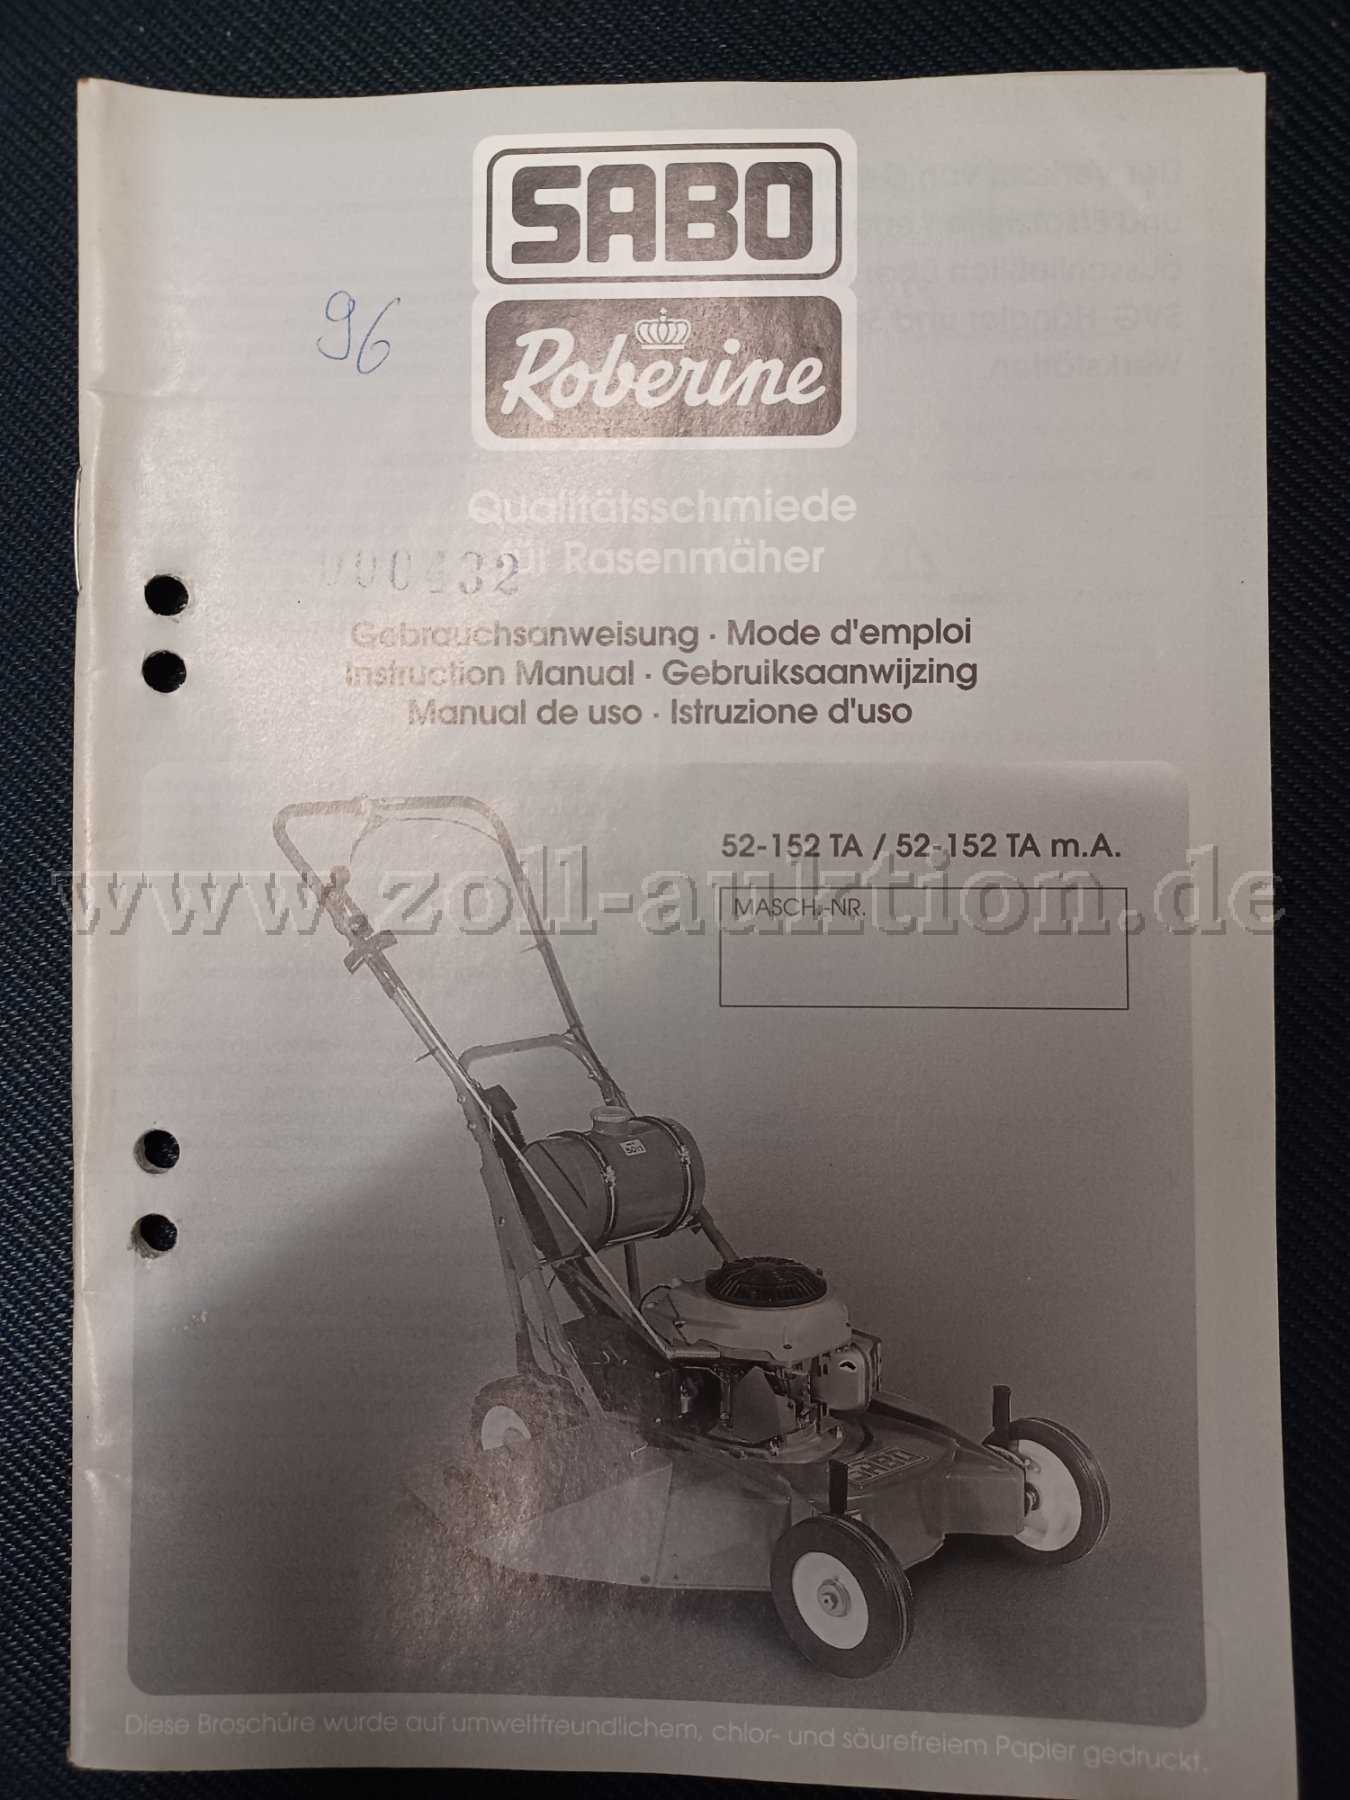 SABO
96
Roberine
Qualitätsschmiede
für Rasenmäher
000432
Gebrauchsanweisung · Mode d'emploi
Instruction Manual · Gebruiksaanwijzing
Manual de uso · Istruzione d'uso
52-152 TA / 52-152 TA m.A.
www.zoll-auktion.de
MASCH.-NR.
SABO
Diese Broschüre wurde auf umweltfreundlichem, chlor- und säurefreiem Papier gedruckt.